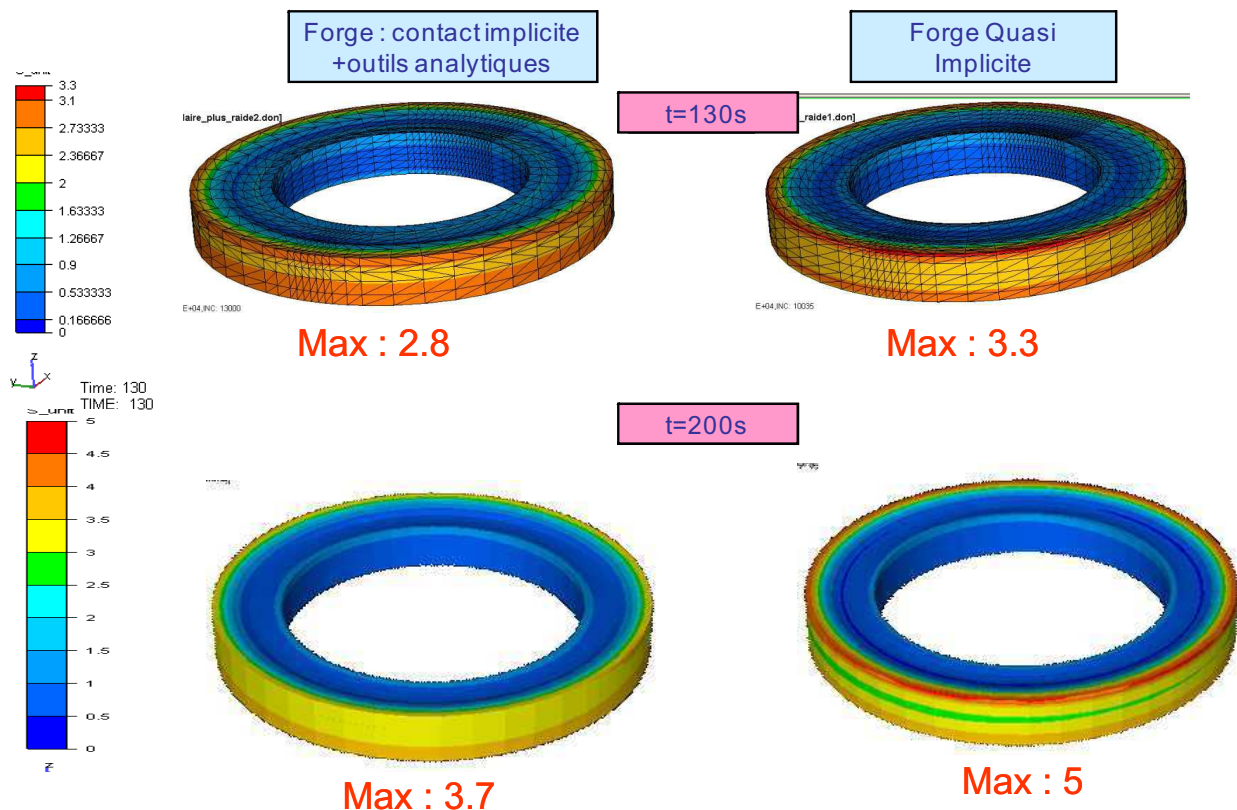 Forge : contact implicite
+outils analytiques
Forge Quasi
Implicite
3.3
3.1
2.73333
2.36667
2
1.63333
1.26667
0.9
0.533333
0.166666
0
t=130s
laire_plus_raide2.don]
_raide1.don]
E+04,INC: 13000
E+04,INC: 10035
Max : 2.8
Max : 3.3
z
y
x
Time: 130
TIME: 130
S_unit
5
4.5
4
3.5
3
2.5
2
1.5
1
0.5
0
z
t=200s
Max : 3.7
Max : 5